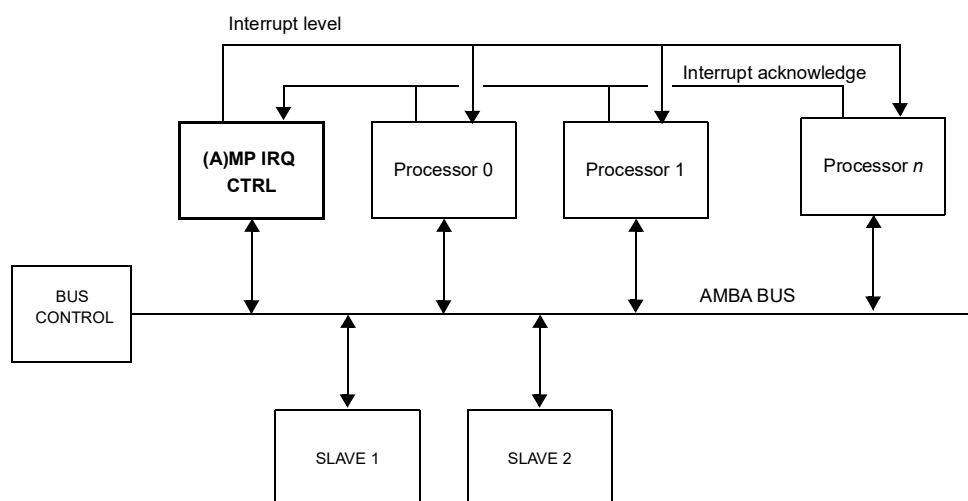 Interrupt level
Interrupt acknowledge
(A)MP IRQ
CTRL
Processor 0
Processor 1
Processor n
BUS
CONTROL
AMBA BUS
SLAVE 1
SLAVE 2